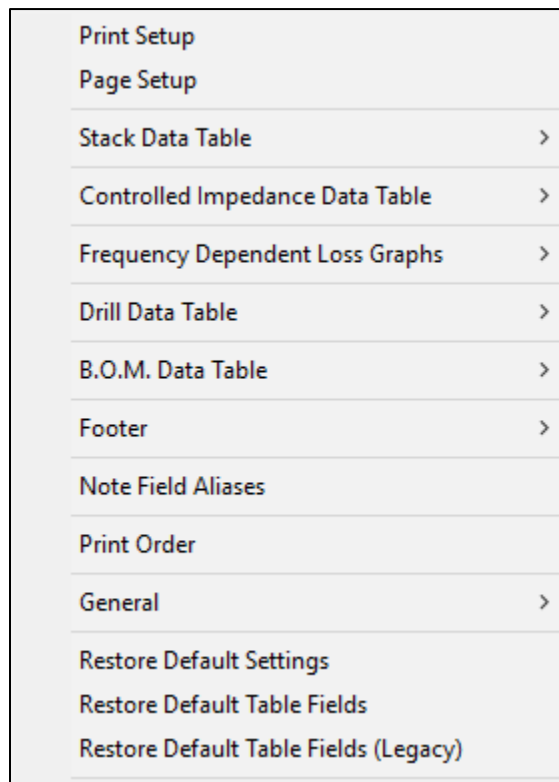 Print Setup
Page Setup
Stack Data Table
Controlled Impedance Data Table
Frequency Dependent Loss Graphs
Drill Data Table
B.O.M. Data Table
Footer
Note Field Aliases
Print Order
General
Restore Default Settings
Restore Default Table Fields
Restore Default Table Fields (Legacy)